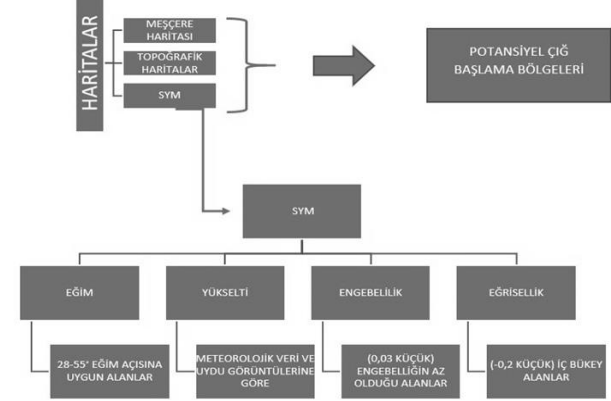 HARİTALAR
MEŞÇERE
HARİTASI
TOPOĞRAFİK
HARİTALAR
SYM
POTANSİYEL ÇIĞ
BAŞLAMA BÖLGELERİ
SYM
EĞİM
YÜKSELTİ
ENGEBELİLİK
EĞRİSELLİK
28-55° EĞİM AÇISINA
UYGUN ALANLAR
METEOROLOJİK VERİ VE
UYDU GÖRÜNTÜLERİNE
GÖRE
(0,03 KÜÇÜK)
ENGEBELLİĞİN AZ
OLDUĞU ALANLAR
(-0,2 KÜÇÜK) İÇ BÜKEY
ALANLAR